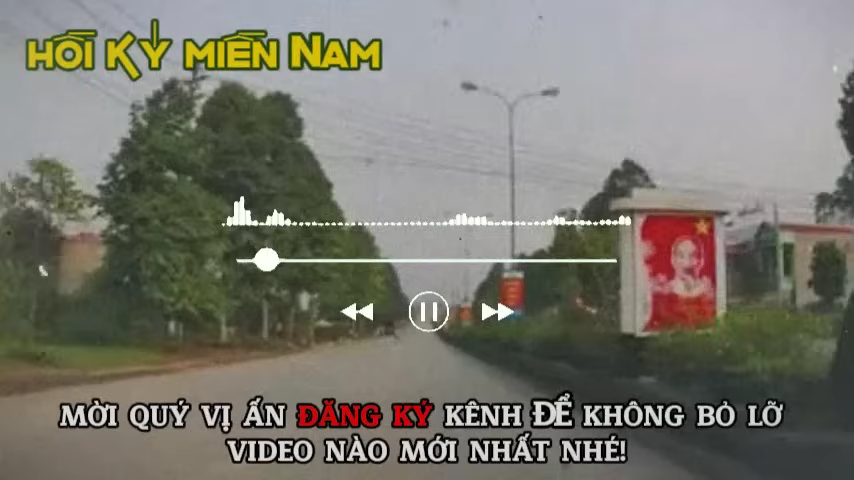 HỒI KÝ MIỀN NAM
MỜI QUÝ VỊ ẤN ĐĂNG KÝ KÊNH ĐỂ KHÔNG BỎ LỠ
VIDEO NÀO MỚI NHẤT NHÉ!